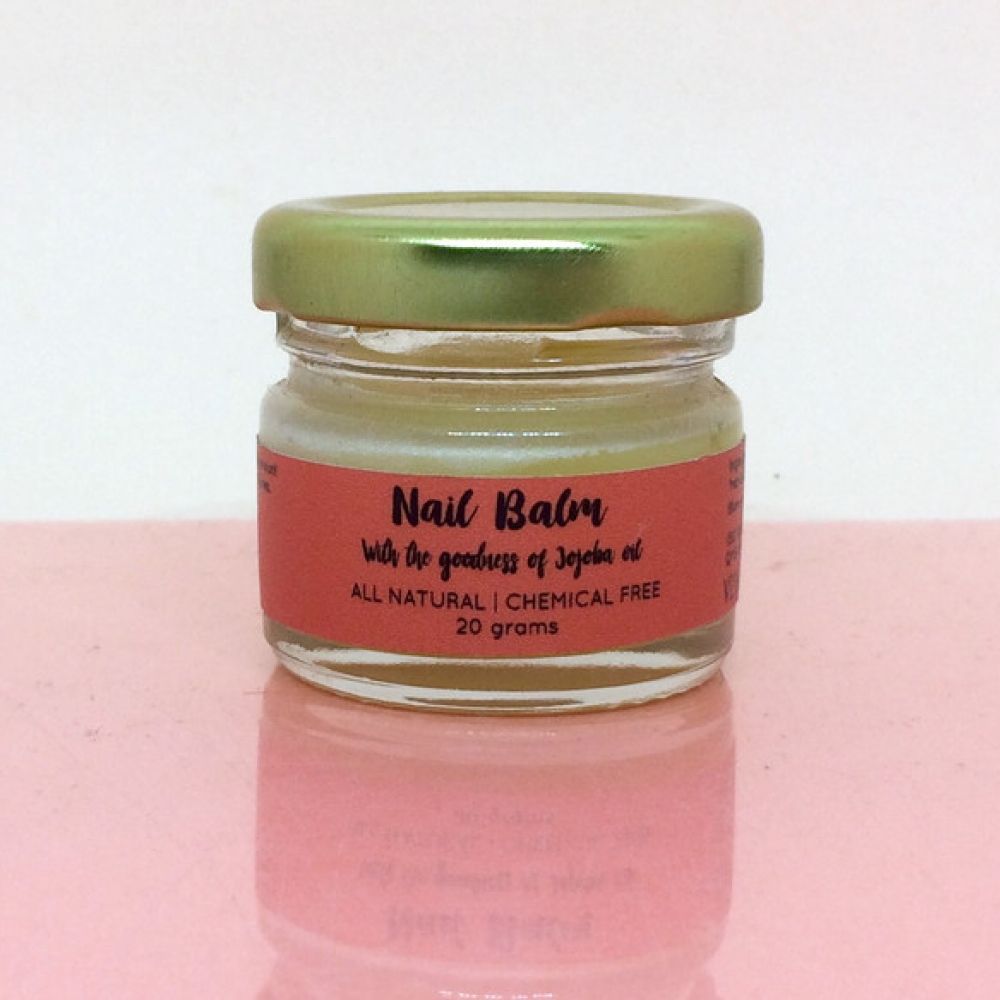 Nail Balm
With the goodness of Jojoba oil
ALL NATURAL | CHEMICAL FREE
20 grams